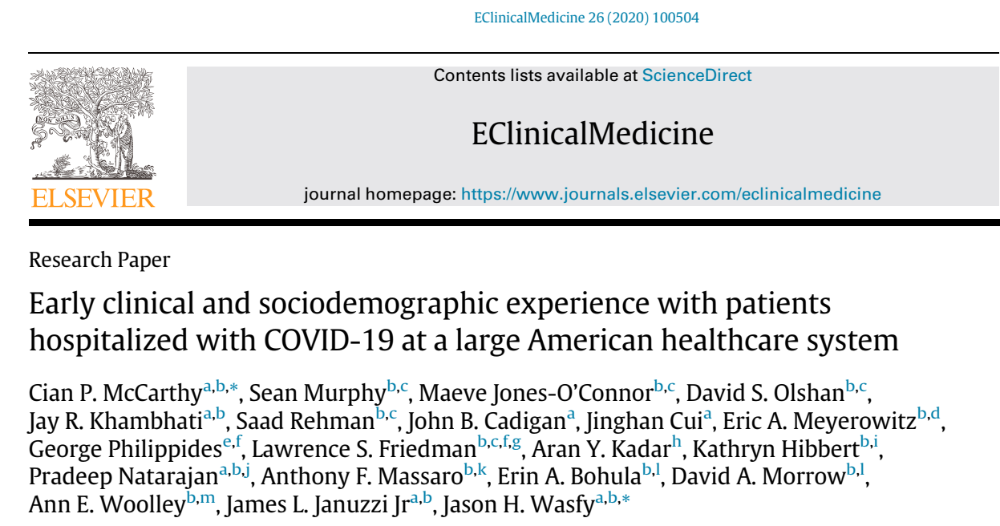 EClinicalMedicine 26 (2020) 100504
Contents lists available at ScienceDirect
EClinicalMedicine
journal homepage: https://www.journals.elsevier.com/eclinicalmedicine
NON SOLUS
ELSEVIER
Research Paper
Early clinical and sociodemographic experience with patients
hospitalized with COVID-19 at a large American healthcare system
Cian P. McCarthy a,b,*, Sean Murphy b,c, Maeve Jones-O'Connor b,c, David S. Olshan b,c,
Jay R. Khambhati a,b, Saad Rehman b,c, John B. Cadigan a, Jinghan Cui a, Eric A. Meyerowitz b,d,
George Philippides e,f, Lawrence S. Friedman b,c,f,g, Aran Y. Kadar h, Kathryn Hibbert b,i,
Pradeep Natarajan a,b,j, Anthony F. Massaro b,k, Erin A. Bohula b,l, David A. Morrow b,l,
Ann E. Woolley b,m, James L. Januzzi Jr a,b, Jason H. Wasfy a,b,*